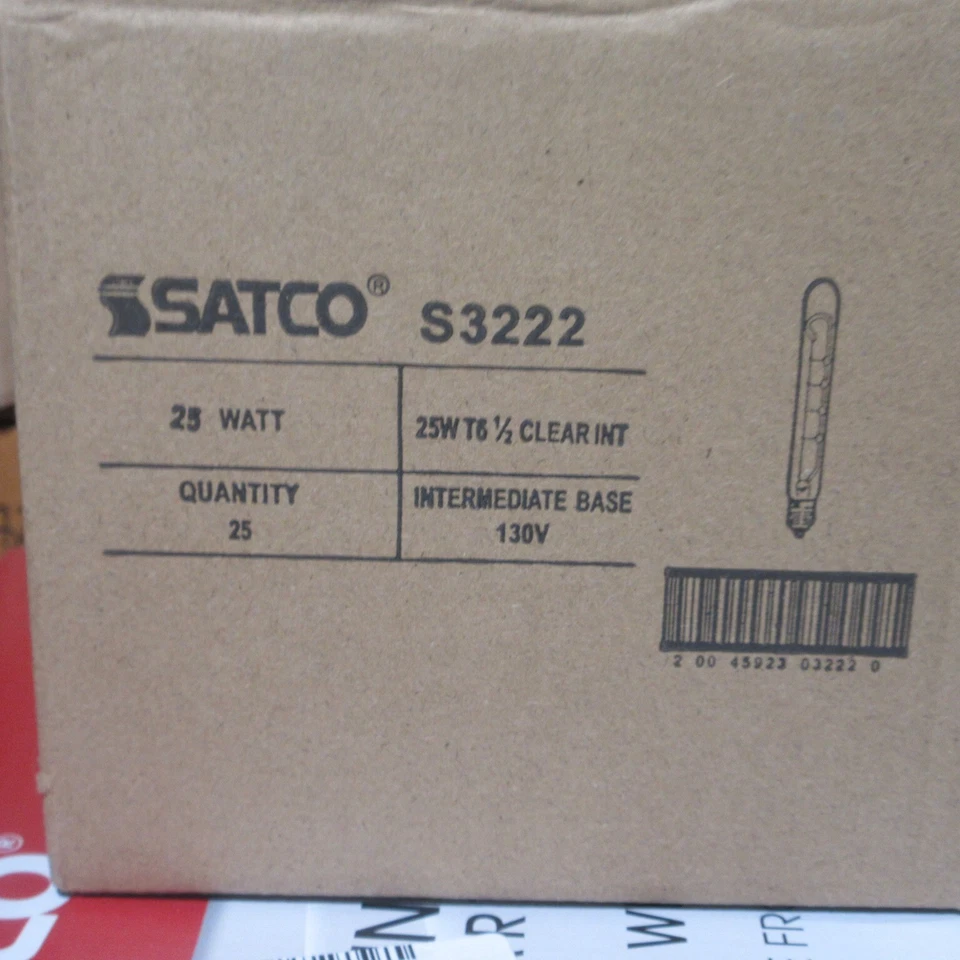 SATCO® S3222
25 WATT
25W T6 ½ CLEAR INT
QUANTITY
25
INTERMEDIATE BASE
130V
2 00 45923 03222 0